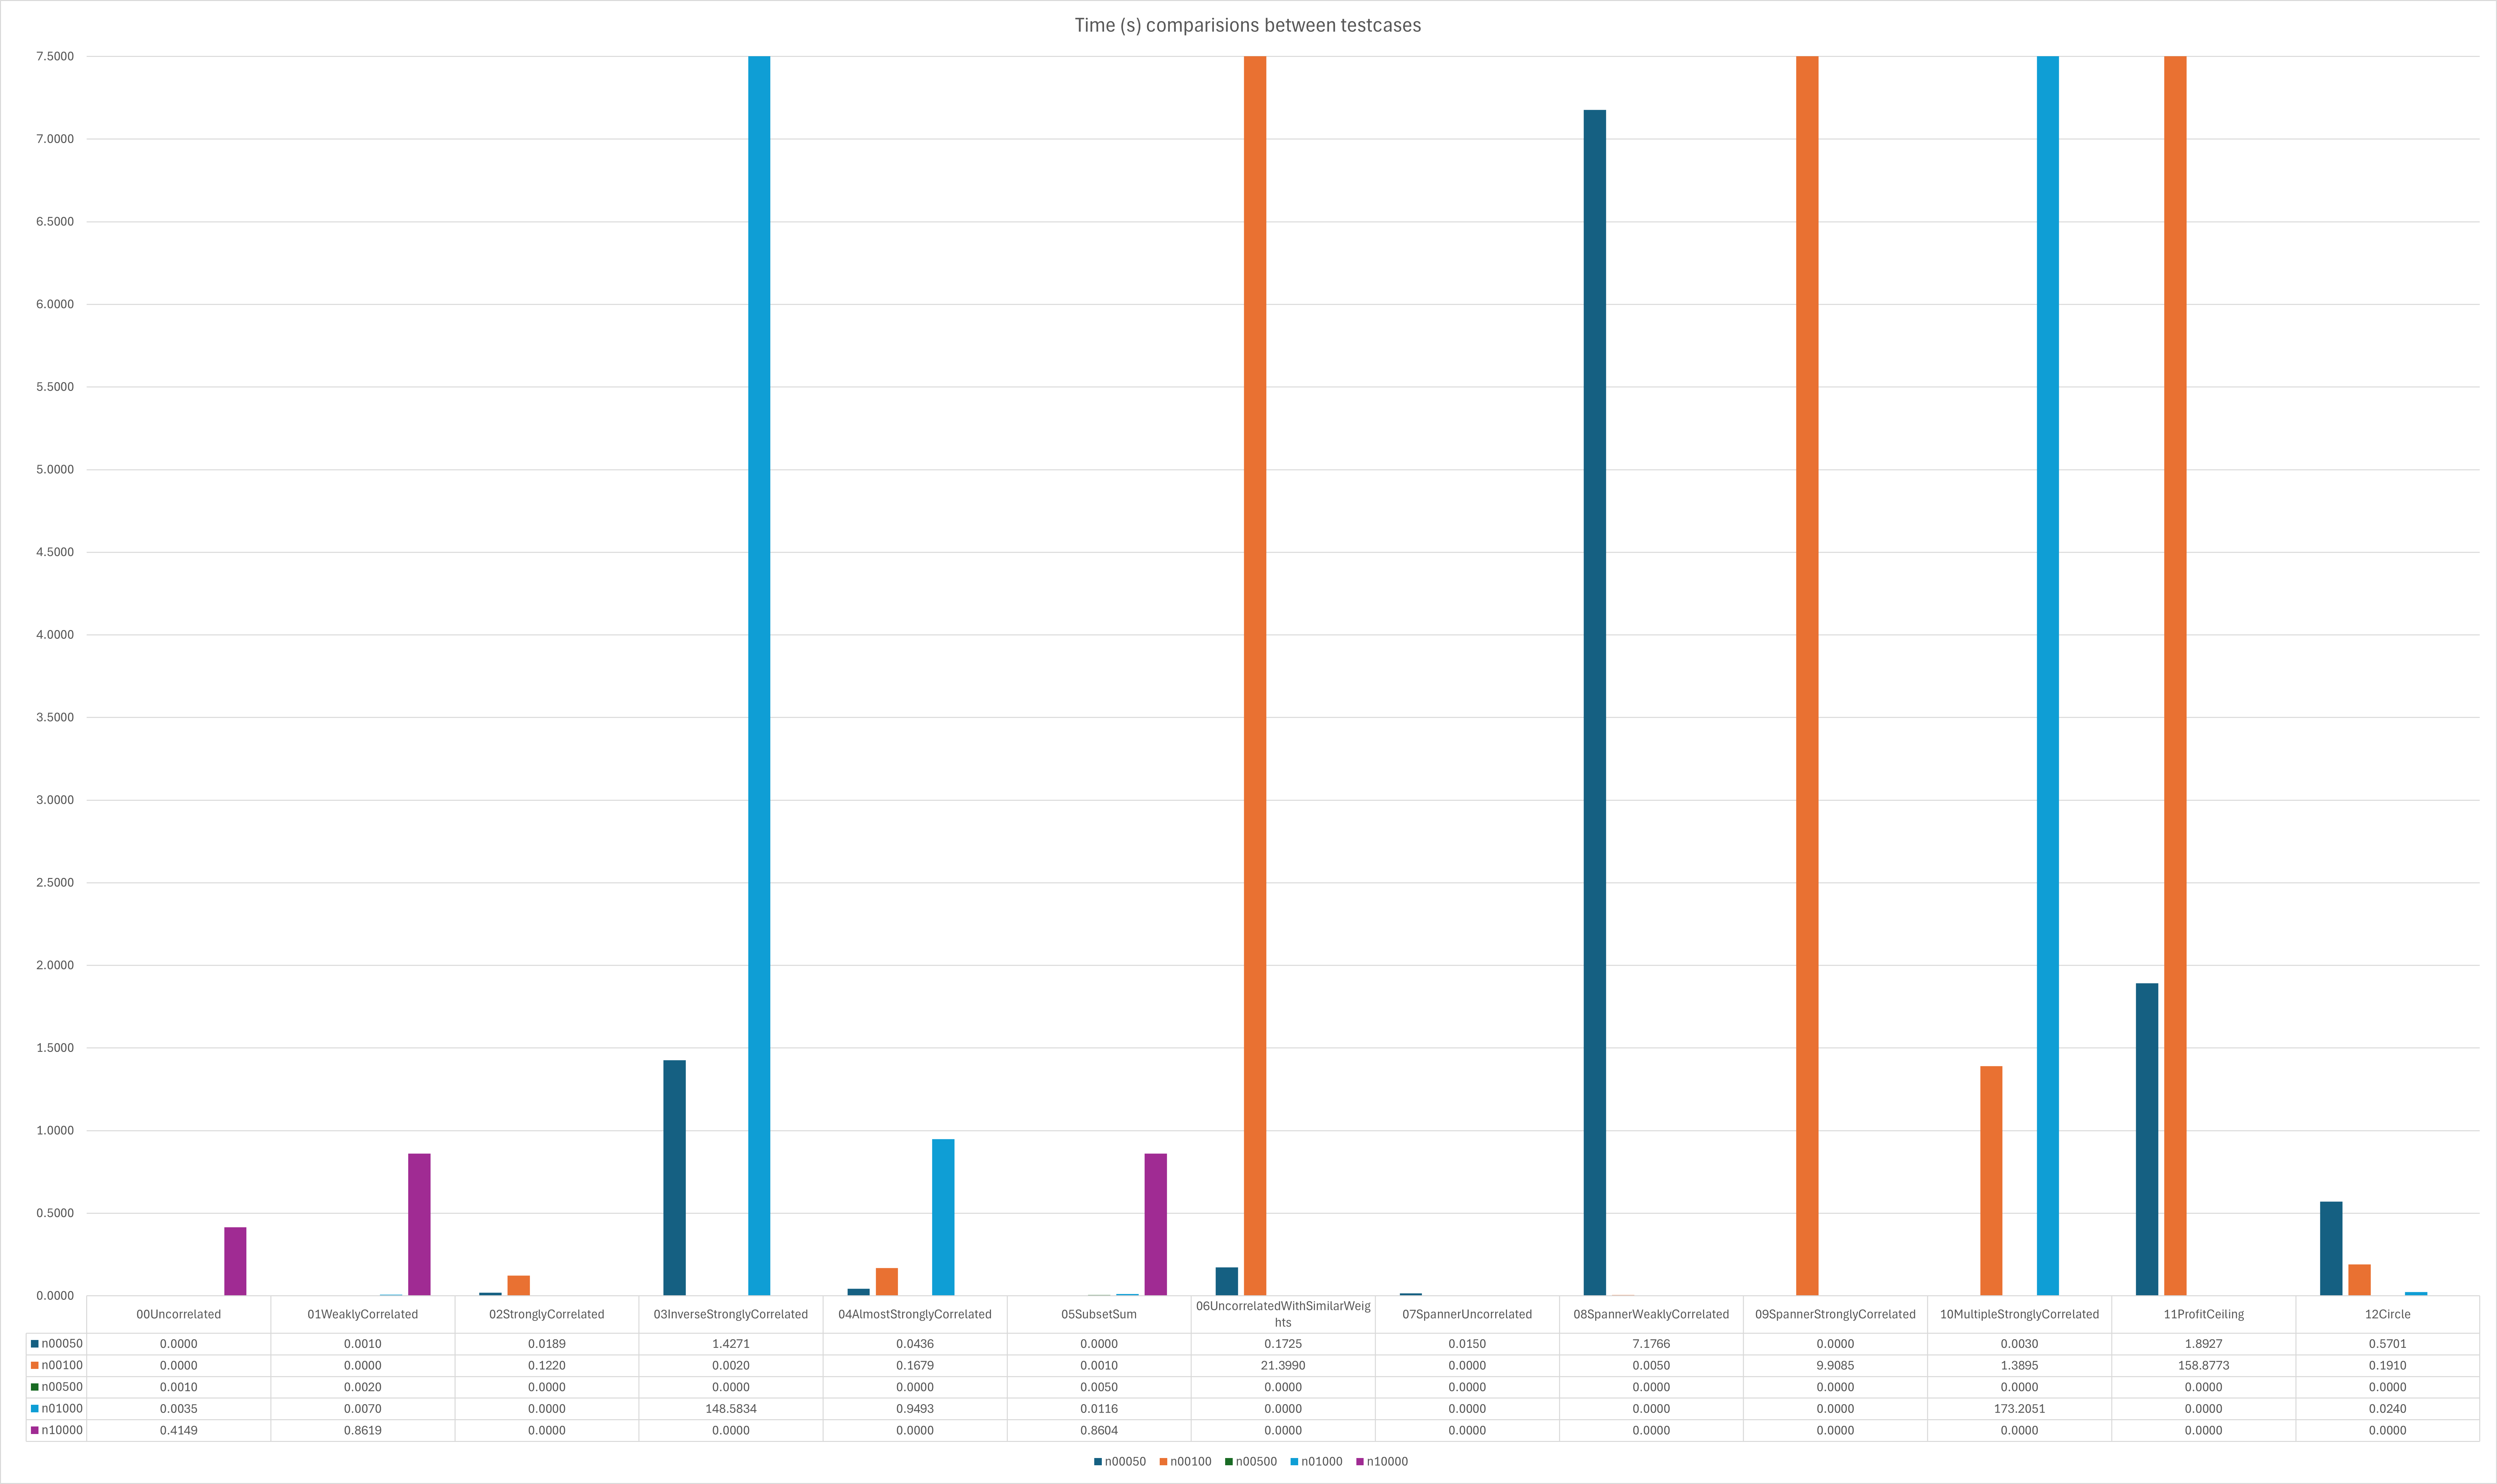 Time (s) comparisions between testcases
7.5000
7.0000
6.5000
6.0000
5.5000
5.0000
4.5000
4.0000
3.5000
3.0000
2.5000
2.0000
1.5000
1.0000
0.5000
0.0000
00Uncorrelated 01WeaklyCorrelated 02StronglyCorrelated 03InverseStronglyCorrelated 04AlmostStronglyCorrelated 05SubsetSum 06UncorrelatedWithSimilarWeig 07SpannerUncorrelated 08SpannerWeaklyCorrelated 09SpannerStronglyCorrelated 10MultipleStronglyCorrelated 11ProfitCeiling 12Circle
hts
n00050 0.0000 0.0010 0.0189 1.4271 0.0436 0.0000 0.1725 0.0150 7.1766 0.0000 0.0030 1.8927 0.5701
n00100 0.0000 0.0000 0.1220 0.0020 0.1679 0.0010 21.3990 0.0000 0.0050 9.9085 1.3895 158.8773 0.1910
n00500 0.0010 0.0020 0.0000 0.0000 0.0000 0.0050 0.0000 0.0000 0.0000 0.0000 0.0000 0.0000 0.0000
n01000 0.0035 0.0070 0.0000 148.5834 0.9493 0.0116 0.0000 0.0000 0.0000 0.0000 173.2051 0.0000 0.0240
n10000 0.4149 0.8619 0.0000 0.0000 0.0000 0.8604 0.0000 0.0000 0.0000 0.0000 0.0000 0.0000 0.0000
n00050 n00100 n00500 n01000 n10000